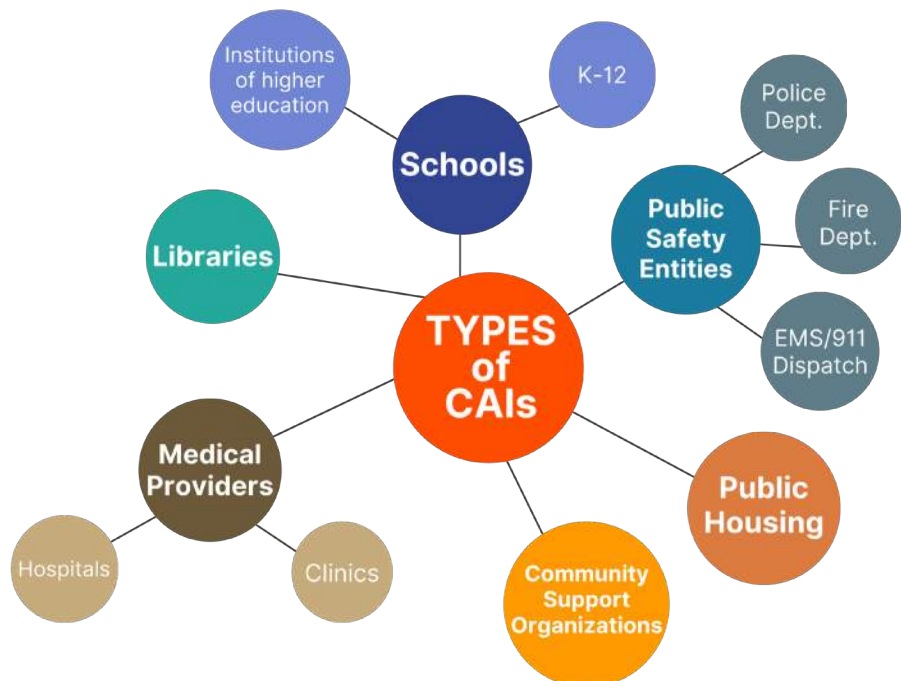 Institutions
of higher
education
K-12
Schools
Police
Dept.
Public
Safety
Entities
Fire
Dept.
EMS/911
Dispatch
Libraries
TYPES
of
CAIs
Medical
Providers
Hospitals
Clinics
Public
Housing
Community
Support
Organizations